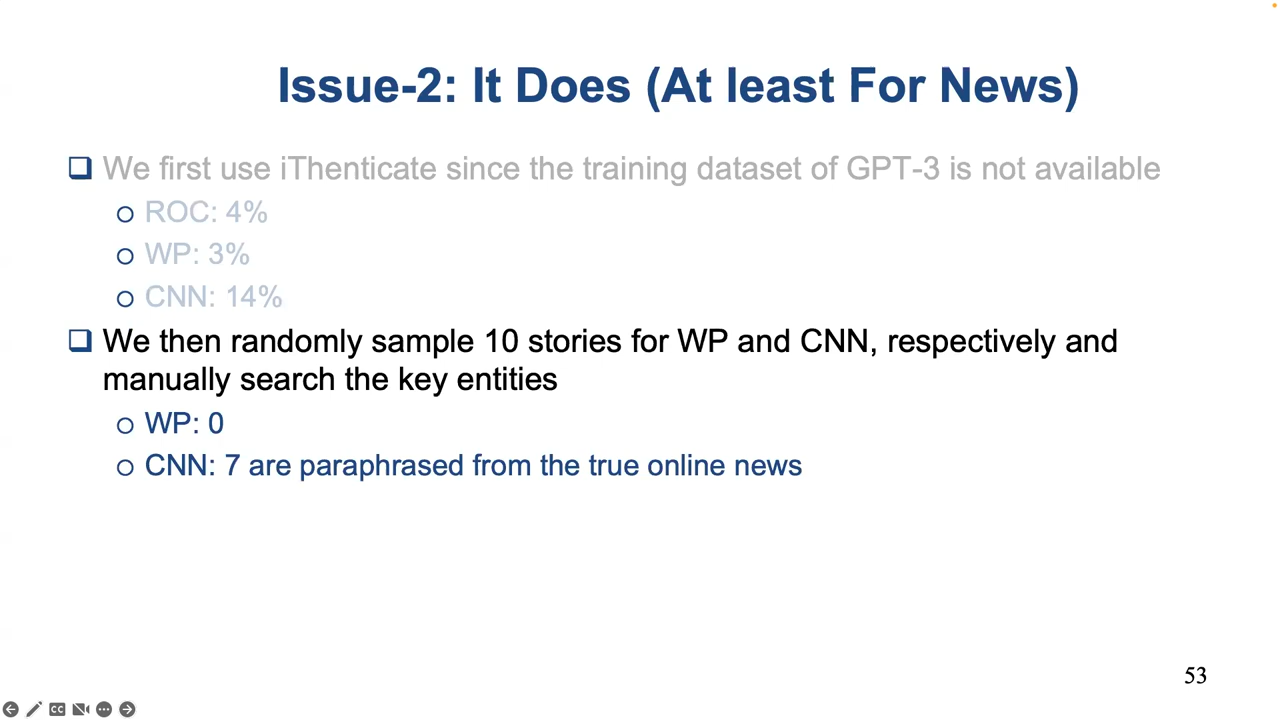 Issue-2: It Does (At least For News)
We first use iThenticate since the training dataset of GPT-3 is not available
ROC: 4%
WP: 3%
CNN: 14%
We then randomly sample 10 stories for WP and CNN, respectively and
manually search the key entities
WP: 0
CNN: 7 are paraphrased from the true online news
53
CC